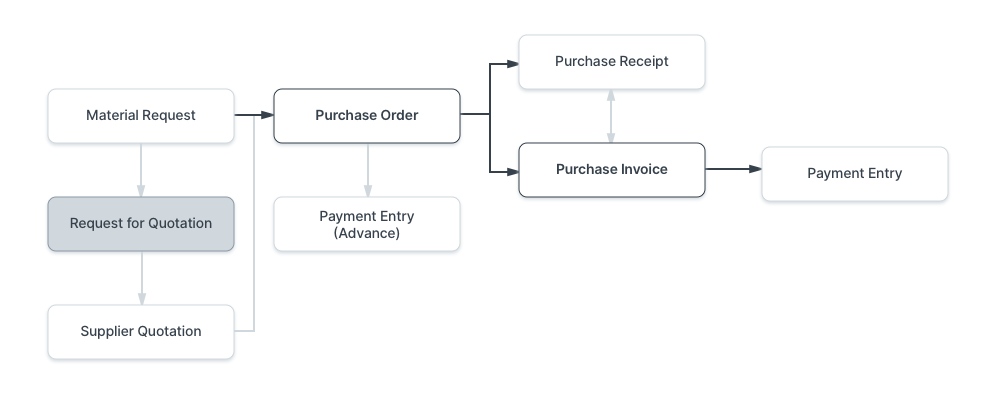 Purchase Receipt
Material Request
Purchase Order
Purchase Invoice
Payment Entry
Request for Quotation
Payment Entry
(Advance)
Supplier Quotation